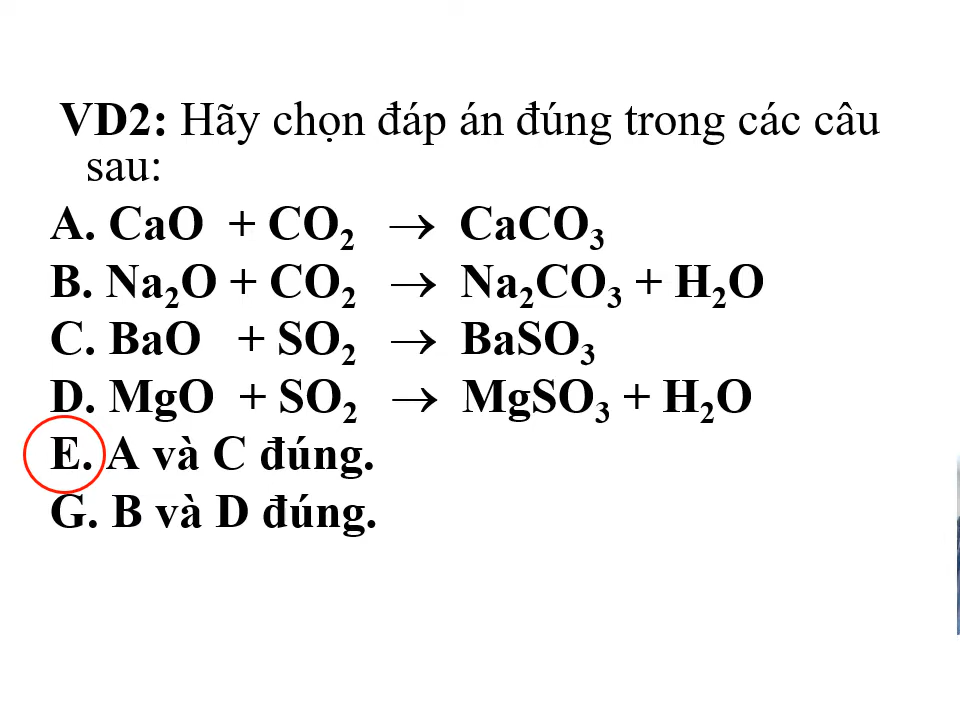 VD2: Hãy chọn đáp án đúng trong các câu
sau:
A. CaO + CO₂ → CaCO₃
B. Na₂O + CO₂ → Na₂CO₃ + H₂O
C. BaO + SO₂ → BaSO₃
D. MgO + SO₂ → MgSO₃ + H₂O
E. A và C đúng.
G. B và D đúng.